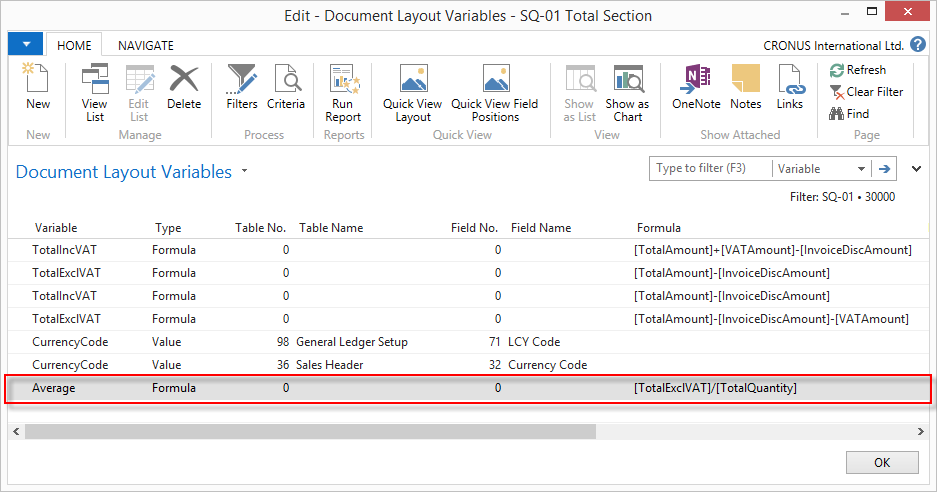 Edit - Document Layout Variables - SQ-01 Total Section
HOME NAVIGATE CRONUS International Ltd. ?
New
View List
Edit List
Delete
Filters
Criteria
Run Report
Quick View Layout
Quick View Field Positions
Show as List
Show as Chart
OneNote
Notes
Links
Refresh
Clear Filter
Find
New Manage Process Reports Quick View View Show Attached Page
Document Layout Variables
Type to filter (F3) Variable
Filter: SQ-01 • 30000
Variable Type Table No. Table Name Field No. Field Name Formula
TotalIncVAT Formula 0 0 [TotalAmount]+[VATAmount]-[InvoiceDiscAmount]
TotalExclVAT Formula 0 0 [TotalAmount]-[InvoiceDiscAmount]
TotalIncVAT Formula 0 0 [TotalAmount]-[InvoiceDiscAmount]
TotalExclVAT Formula 0 0 [TotalAmount]-[InvoiceDiscAmount]-[VATAmount]
CurrencyCode Value 98 General Ledger Setup 71 LCY Code
CurrencyCode Value 36 Sales Header 32 Currency Code
Average Formula 0 0 [TotalExclVAT]/[TotalQuantity]
OK